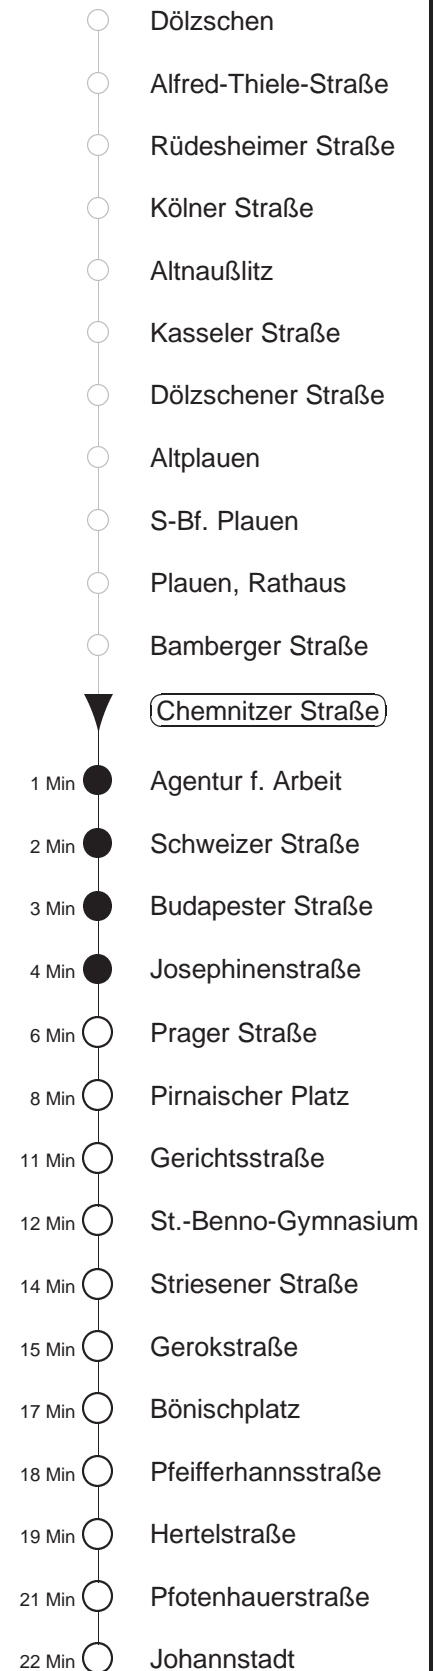 Dölzschen
Alfred-Thiele-Straße
Rüdesheimer Straße
Kölner Straße
Altnaußlitz
Kasseler Straße
Dölzschener Straße
Altplauen
S-Bf. Plauen
Plauen, Rathaus
Bamberger Straße
Chemnitzer Straße
1 Min Agentur f. Arbeit
2 Min Schweizer Straße
3 Min Budapester Straße
4 Min Josephinenstraße
6 Min Prager Straße
8 Min Pirnaischer Platz
11 Min Gerichtsstraße
12 Min St.-Benno-Gymnasium
14 Min Striesener Straße
15 Min Gerokstraße
17 Min Bönischplatz
18 Min Pfeifferhannsstraße
19 Min Hertelstraße
21 Min Pfotenhauerstraße
22 Min Johannstadt